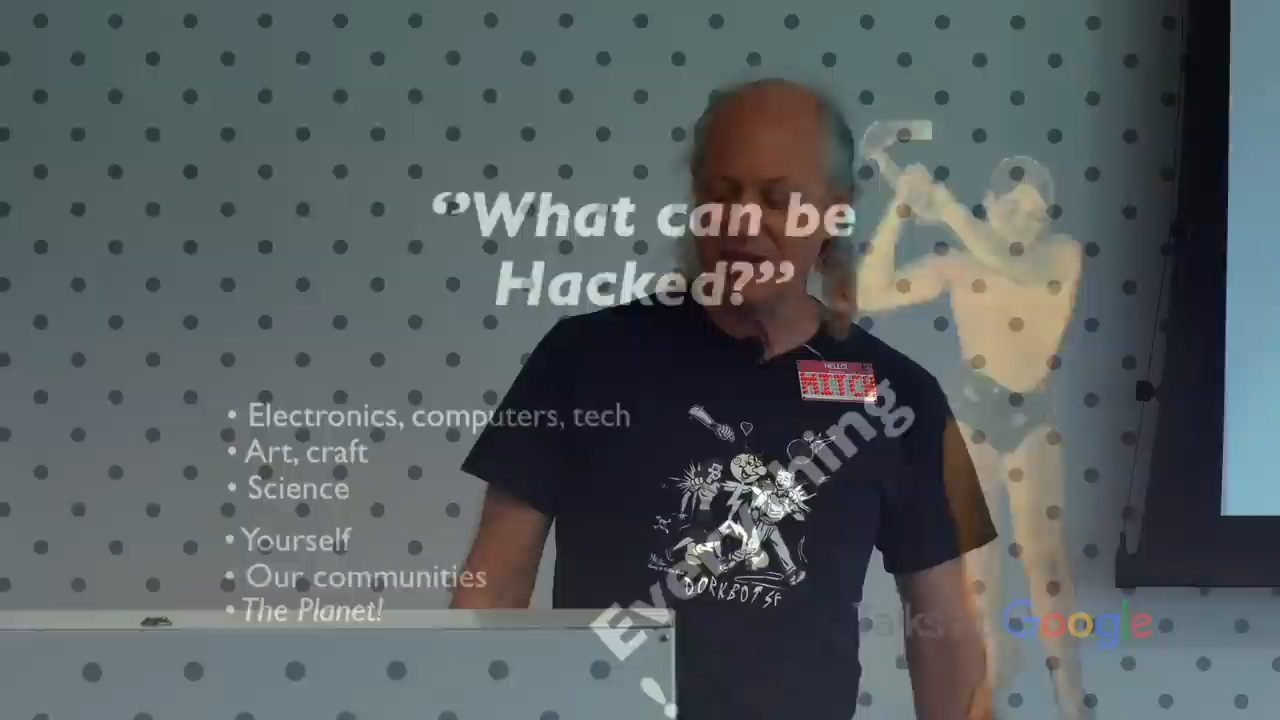 “What can be
Hacked?”
HELLO!
MITCH
• Electronics, computers, tech
• Art, craft
• Science
• Yourself
• Our communities
• The Planet!
Everything
!
DORKBOT SF
Talks at Google